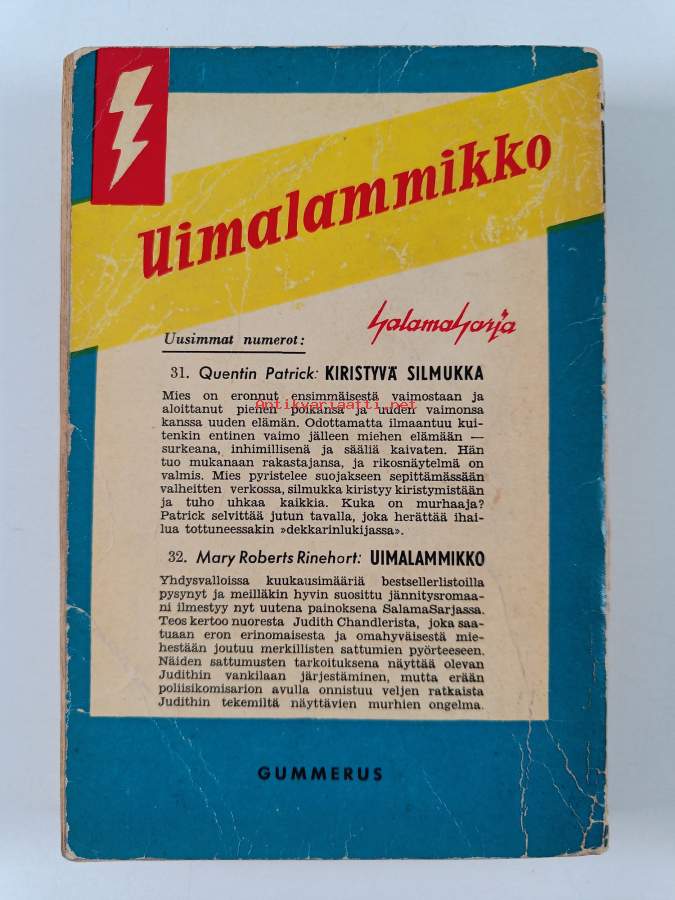 Uimalammikko
SalamaSarja
Uusimmat numerot:
31. Quentin Patrick: KIRISTYVÄ SILMUKKA
Mies on eronnut ensimmäisestä vaimostaan ja
aloittanut pienen poikansa ja uuden vaimonsa
Antikvariaatti.net
kanssa uuden elämän. Odottamatta ilmaantuu kui-
tenkin entinen vaimo jälleen miehen elämään —
surkeana, inhimillisenä ja sääliä kaivaten. Hän
tuo mukanaan rakastajansa, ja rikosnäytelmä on
valmis. Mies pyristelee suojakseen sepittämässään
valheitten verkossa, silmukka kiristyy kiristymistään
ja tuho uhkaa kaikkia. Kuka on murhaaja?
Patrick selvittää jutun tavalla, joka herättää ihai-
lua tottuneessakin »dekkarinlukijassa».
32. Mary Roberts Rinehort: UIMALAMMIKKO
Yhdysvalloissa kuukausimääriä bestsellerlistoilla
pysynyt ja meilläkin hyvin suosittu jännitysromaa-
ni ilmestyy nyt uutena painoksena SalamaSarjassa.
Teos kertoo nuoresta Judith Chandlerista, joka saa-
tuaan eron erinomaisesta ja omahyväisestä mie-
hestään joutuu merkillisten sattumien pyörteeseen.
Näiden sattumusten tarkoituksena näyttää olevan
Judithin vankilaan järjestäminen, mutta erään
poliisikomisarion avulla onnistuu veljen ratkaista
Judithin tekemiltä näyttävien murhien ongelma.
GUMMERUS